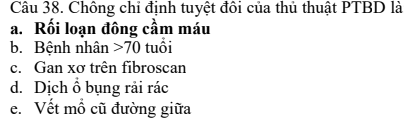 Câu 38. Chống chỉ định tuyệt đối của thủ thuật PTBD là
a. Rối loạn đông cầm máu
b. Bệnh nhân >70 tuổi
c. Gan xơ trên fibroscan
d. Dịch ổ bụng rải rác
e. Vết mổ cũ đường giữa